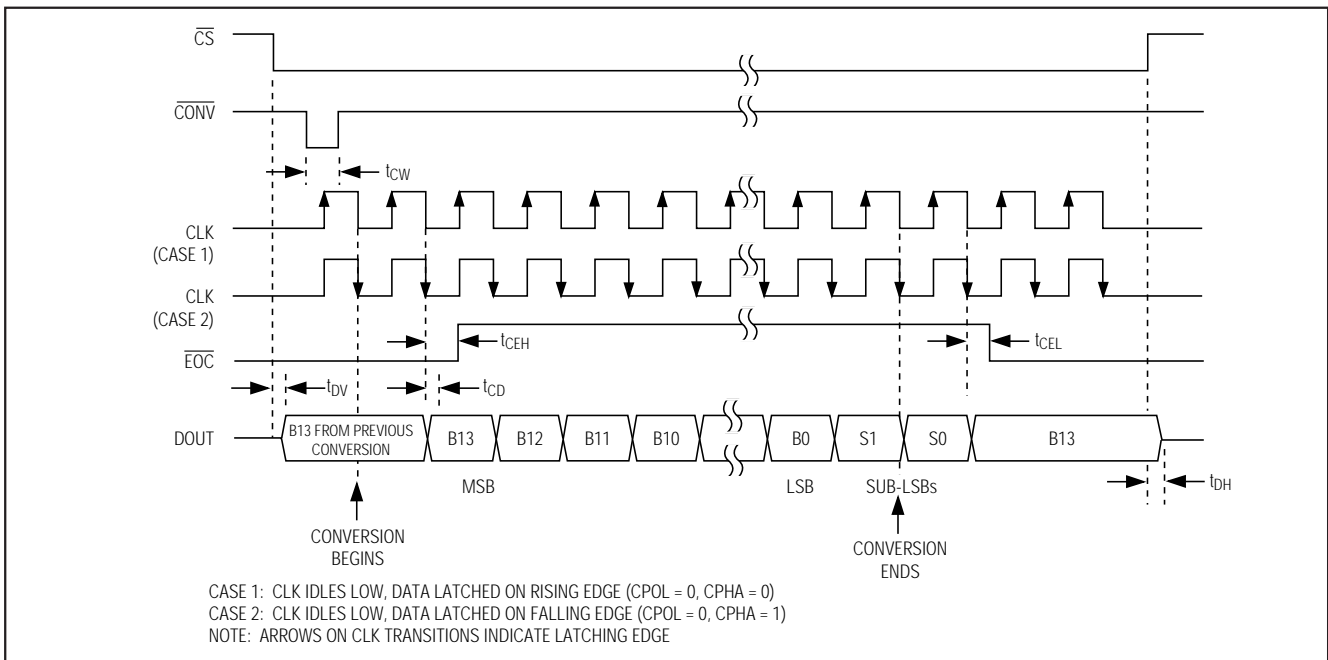 CS
CONV
tCW
CLK
(CASE 1)
CLK
(CASE 2)
tCEH
tCEL
EOC
tDV
tCD
DOUT
B13 FROM PREVIOUS
CONVERSION
B13
B12
B11
B10
B0
S1
S0
B13
MSB
LSB
SUB-LSBs
tDH
CONVERSION
BEGINS
CONVERSION
ENDS
CASE 1: CLK IDLES LOW, DATA LATCHED ON RISING EDGE (CPOL = 0, CPHA = 0)
CASE 2: CLK IDLES LOW, DATA LATCHED ON FALLING EDGE (CPOL = 0, CPHA = 1)
NOTE: ARROWS ON CLK TRANSITIONS INDICATE LATCHING EDGE